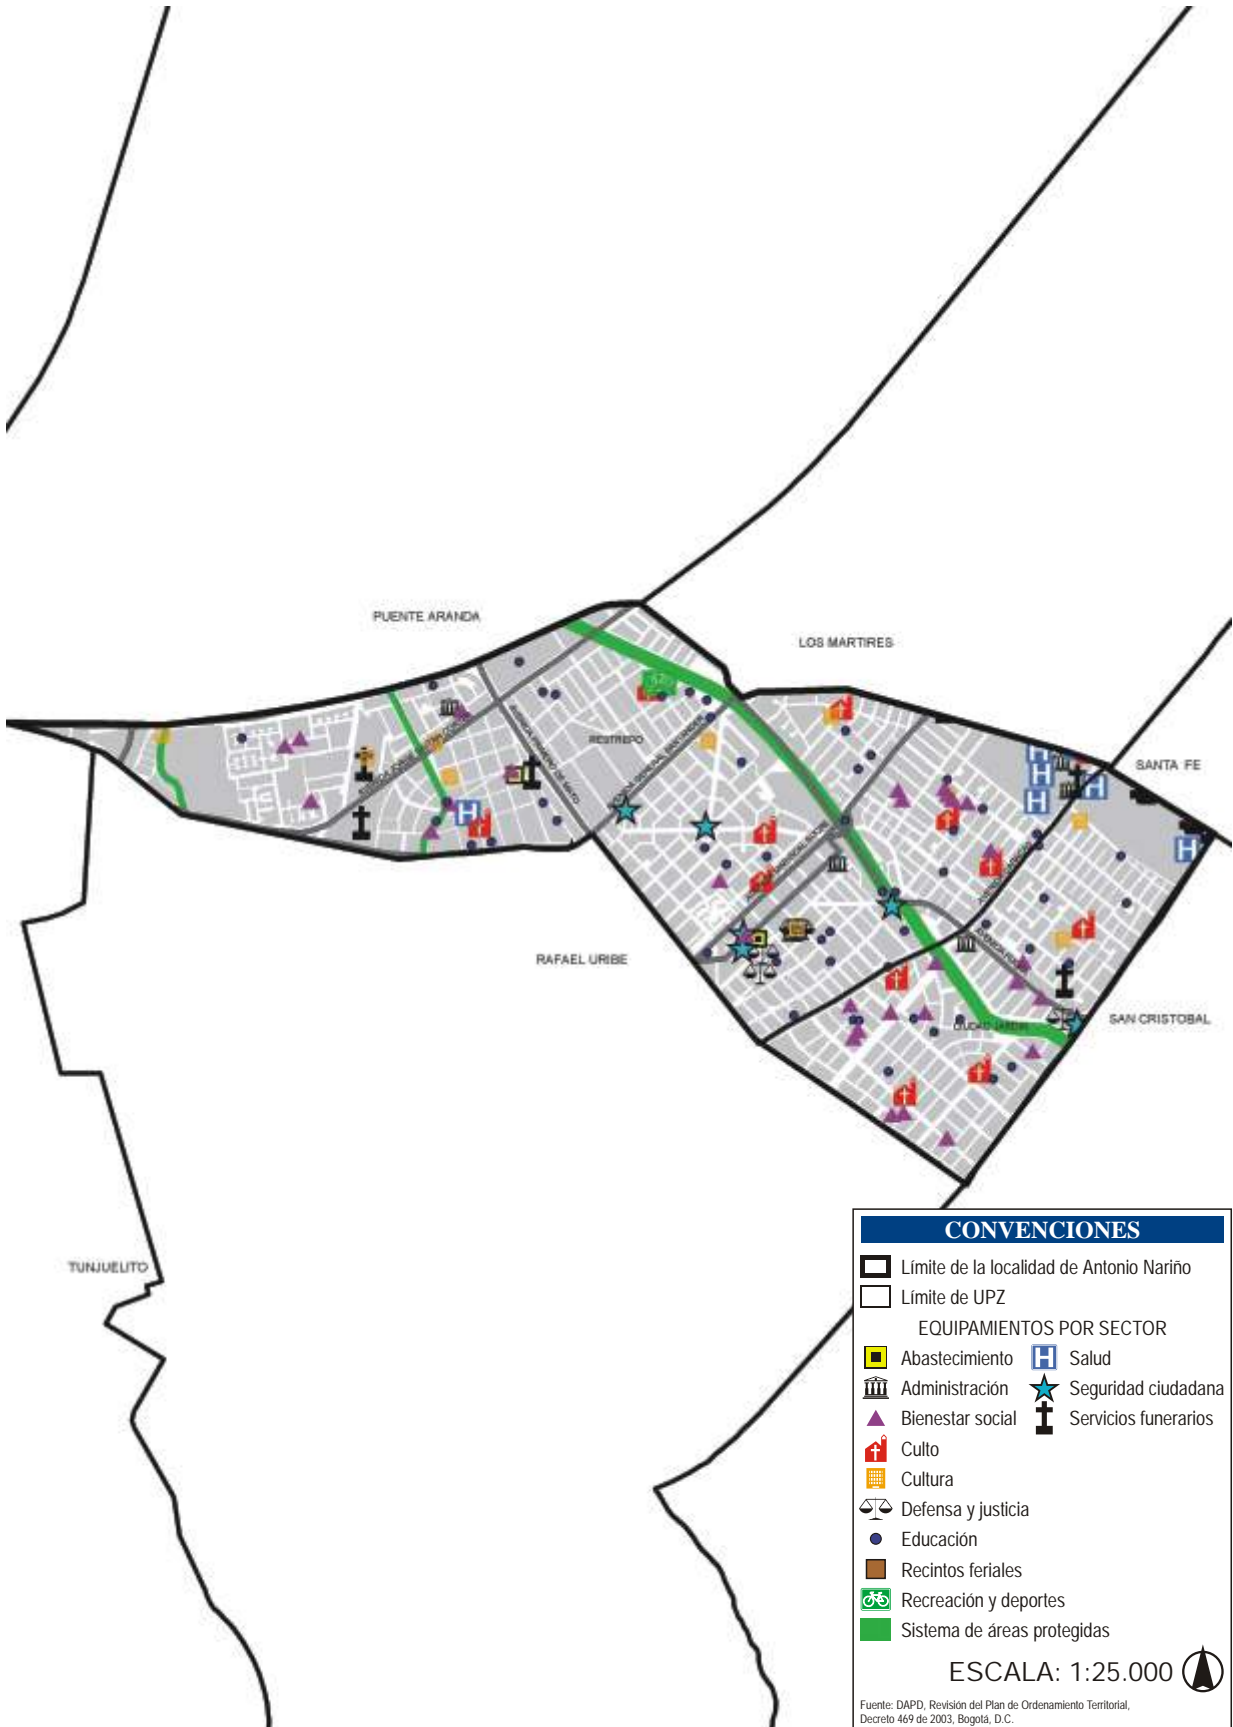 PUENTE ARANDA
LOS MARTIRES
RESTREPO
SANTA FE
RAFAEL URIBE
SAN CRISTOBAL
CIUDAD JARDIN
TUNJUELITO
CONVENCIONES
Límite de la localidad de Antonio Nariño
Límite de UPZ
EQUIPAMIENTOS POR SECTOR
Abastecimiento
Salud
Administración
Seguridad ciudadana
Bienestar social
Servicios funerarios
Culto
Cultura
Defensa y justicia
Educación
Recintos feriales
Recreación y deportes
Sistema de áreas protegidas
ESCALA: 1:25.000
Fuente: DAPD, Revisión del Plan de Ordenamiento Territorial,
Decreto 469 de 2003, Bogotá, D.C.